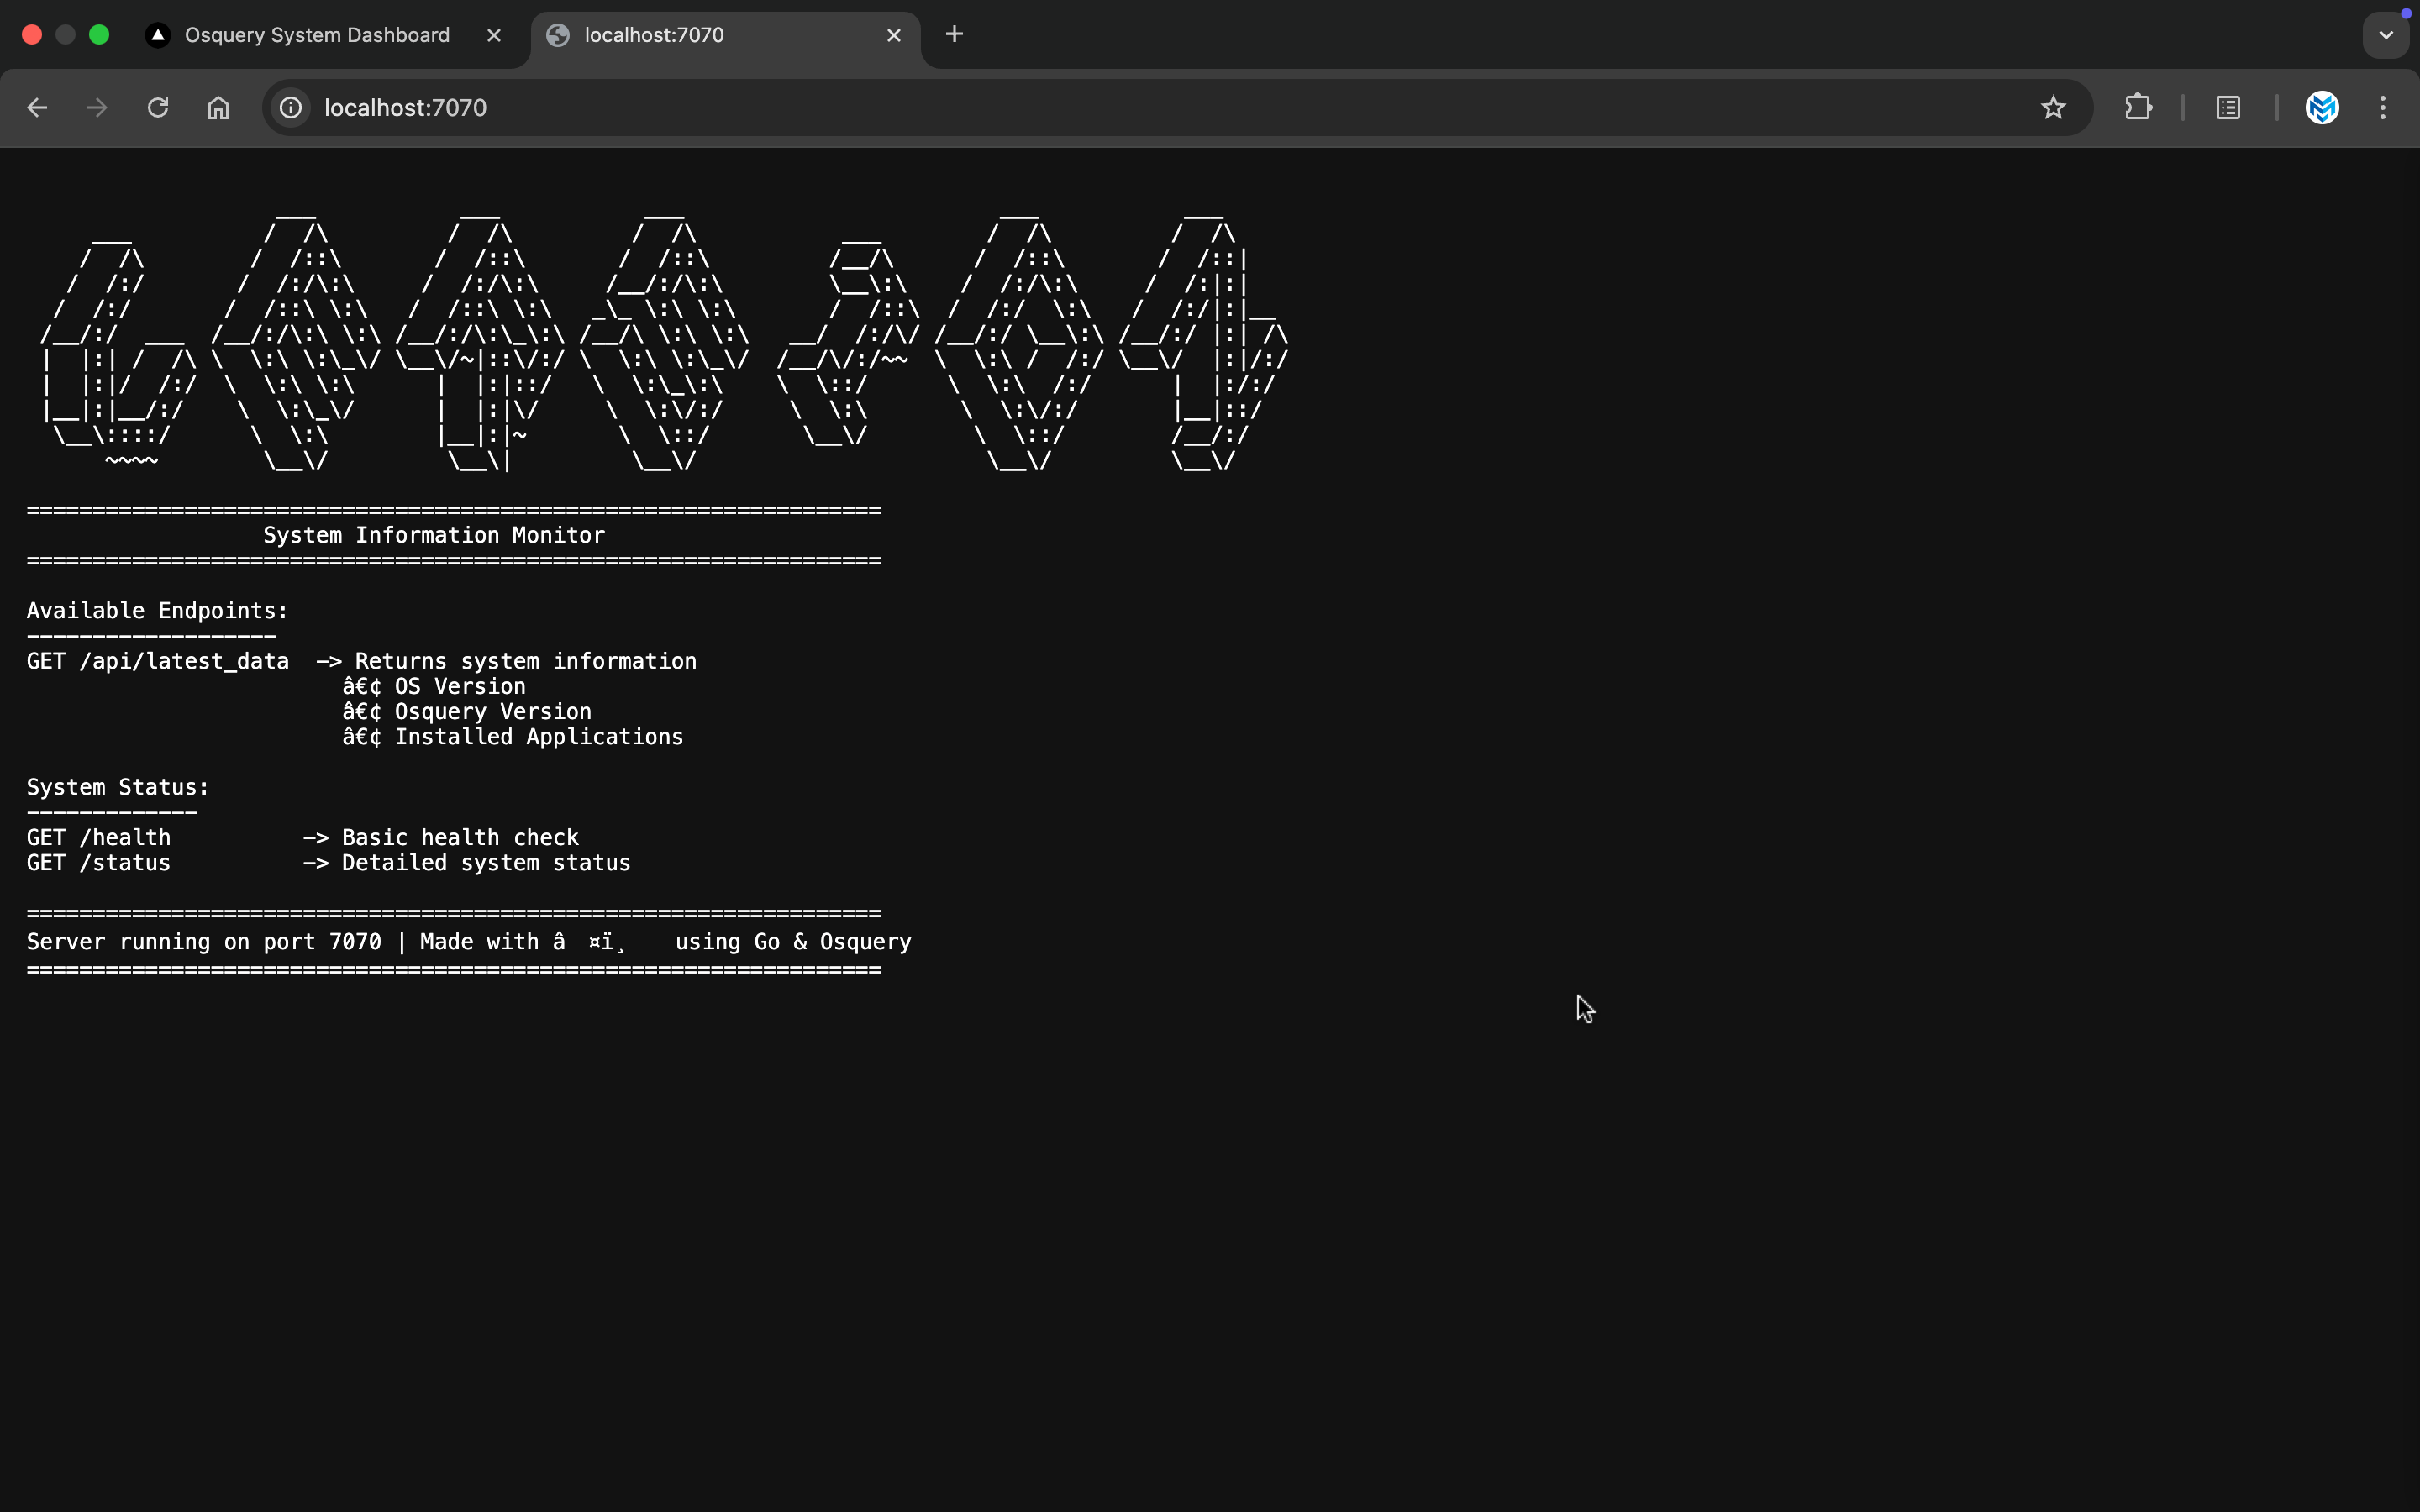 Osquery System Dashboard
localhost:7070
localhost:7070
System Information Monitor
Available Endpoints:
GET /api/latest_data -> Returns system information
â€¢ OS Version
â€¢ Osquery Version
â€¢ Installed Applications
System Status:
GET /health -> Basic health check
GET /status -> Detailed system status
Server running on port 7070 | Made with â ¤ï¸ using Go & Osquery